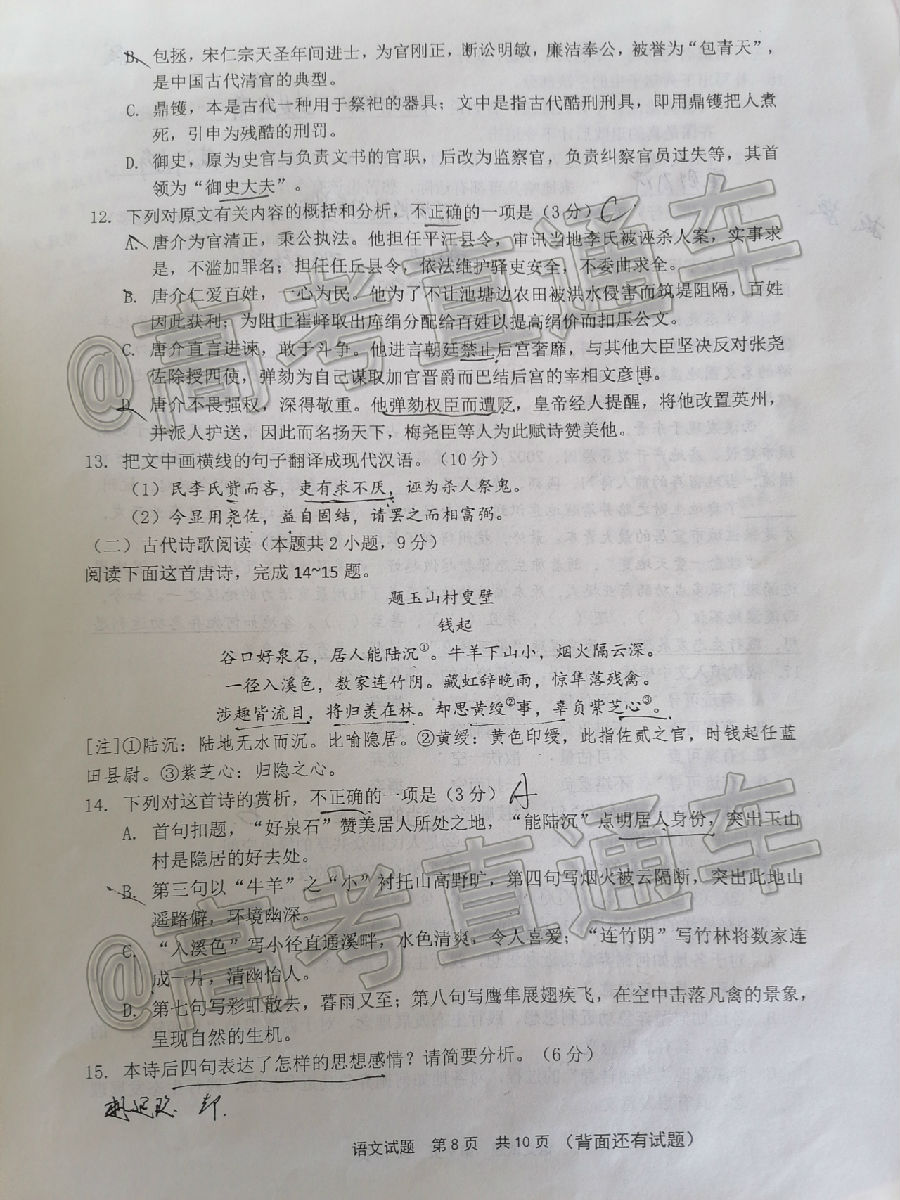 B. 包拯，宋仁宗天圣年间进士，为官刚正，断讼明敏，廉洁奉公，被誉为“包青天”，
是中国古代清官的典型。
C. 鼎镬，本是古代一种用于祭祀的器具；文中是指古代酷刑刑具，即用鼎镬把人煮
死，引申为残酷的刑罚。
D. 御史，原为史官与负责文书的官职，后改为监察官，负责纠察官员过失等，其首
领为“御史大夫”。
12. 下列对原文有关内容的概括和分析，不正确的一项是（3分） C
A. 唐介为官清正，秉公执法。他担任平江县令，审讯当地李氏被诬杀人案，实事求
是，不滥加罪名；担任任丘县令，依法维护驿吏安全，不委曲求全。
B. 唐介仁爱百姓，一心为民。他为了不让池塘边农田被洪水侵害而筑堤阻隔，百姓
因此获利；为阻止崔峄取出库绢分配给百姓以提高绢价而扣压公文。
C. 唐介直言进谏，敢于斗争。他进言朝廷禁止后宫奢靡，与其他大臣坚决反对张尧
佐除授四使，弹劾为自己谋取加官晋爵而巴结后宫的宰相文彦博。
D. 唐介不畏强权，深得敬重。他弹劾权臣而遭贬，皇帝经人提醒，将他改置英州，
并派人护送，因此而名扬天下，梅尧臣等人为此赋诗赞美他。
13. 把文中画横线的句子翻译成现代汉语。（10分）
（1）民李氏赀而吝，吏有求不厌，诬为杀人祭鬼。
（2）今显用尧佐，益自固结，请罢之而相富弼。
（二）古代诗歌阅读（本题共2小题，9分）
阅读下面这首唐诗，完成14~15题。
题玉山村叟壁
钱起
谷口好泉石，居人能陆沉①。牛羊下山小，烟火隔云深。
一径入溪色，数家连竹阴。藏虹辞晚雨，惊隼落残禽。
涉趣皆流目，将归羡在林。却思黄绶②事，辜负紫芝心③。
[注]①陆沉：陆地无水而沉。比喻隐居。②黄绶：黄色印绶，此指佐贰之官，时钱起任蓝
田县尉。③紫芝心：归隐之心。
14. 下列对这首诗的赏析，不正确的一项是（3分） A
A. 首句扣题，“好泉石”赞美居人所处之地，“能陆沉”点明居人身份，突出玉山
村是隐居的好去处。
B. 第三句以“牛羊”之“小”衬托山高野旷，第四句写烟火被云隔断，突出此地山
遥路僻，环境幽深。
C. “入溪色”写小径直通溪畔，水色清爽，令人喜爱；“连竹阴”写竹林将数家连
成一片，清幽怡人。
D. 第七句写彩虹散去，暮雨又至；第八句写鹰隼展翅疾飞，在空中击落凡禽的景象，
呈现自然的生机。
15. 本诗后四句表达了怎样的思想感情？请简要分析。（6分）
语文试题 第8页 共10页 （背面还有试题）
@高考直通车
@高考直通车